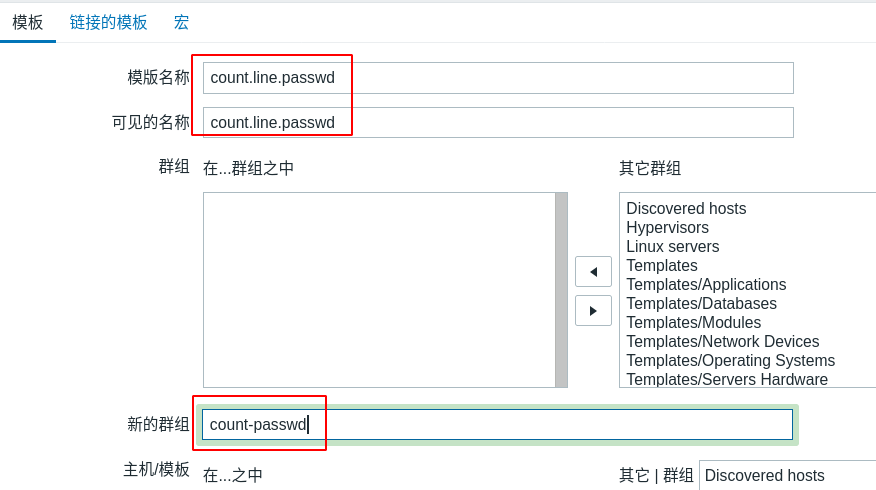 模板 链接的模板 宏
模版名称 count.line.passwd
可见的名称 count.line.passwd
群组 在...群组之中 其它群组
Discovered hosts
Hypervisors
Linux servers
Templates
Templates/Applications
Templates/Databases
Templates/Modules
Templates/Network Devices
Templates/Operating Systems
Templates/Servers Hardware
新的群组 count-passwd
主机/模板 在...之中 其它 | 群组 Discovered hosts